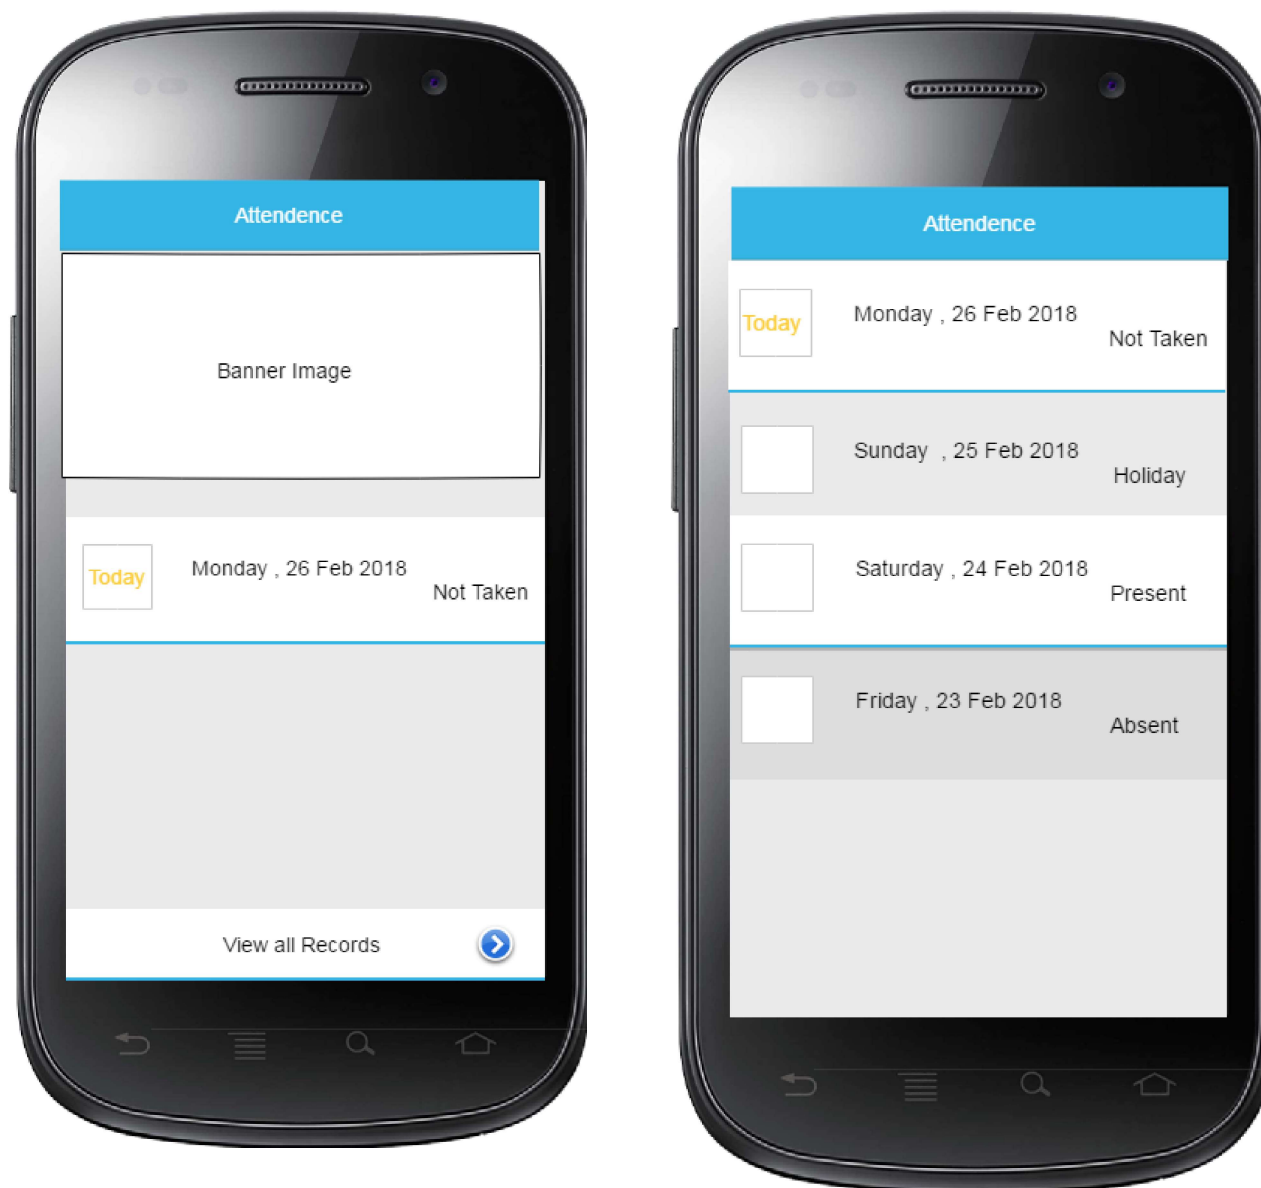 Attendence
Banner Image
Today
Monday , 26 Feb 2018
Not Taken
View all Records
Attendence
Today
Monday , 26 Feb 2018
Not Taken
Sunday , 25 Feb 2018
Holiday
Saturday , 24 Feb 2018
Present
Friday , 23 Feb 2018
Absent